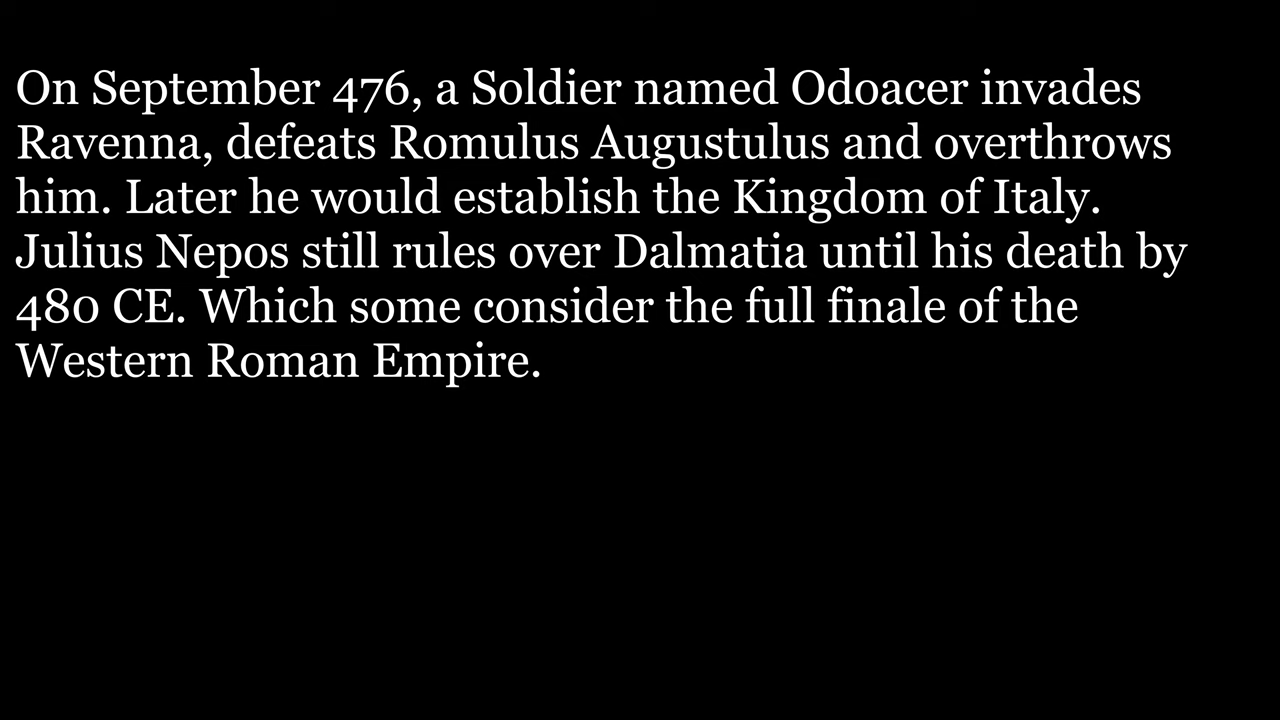 On September 476, a Soldier named Odoacer invades
Ravenna, defeats Romulus Augustulus and overthrows
him. Later he would establish the Kingdom of Italy.
Julius Nepos still rules over Dalmatia until his death by
480 CE. Which some consider the full finale of the
Western Roman Empire.